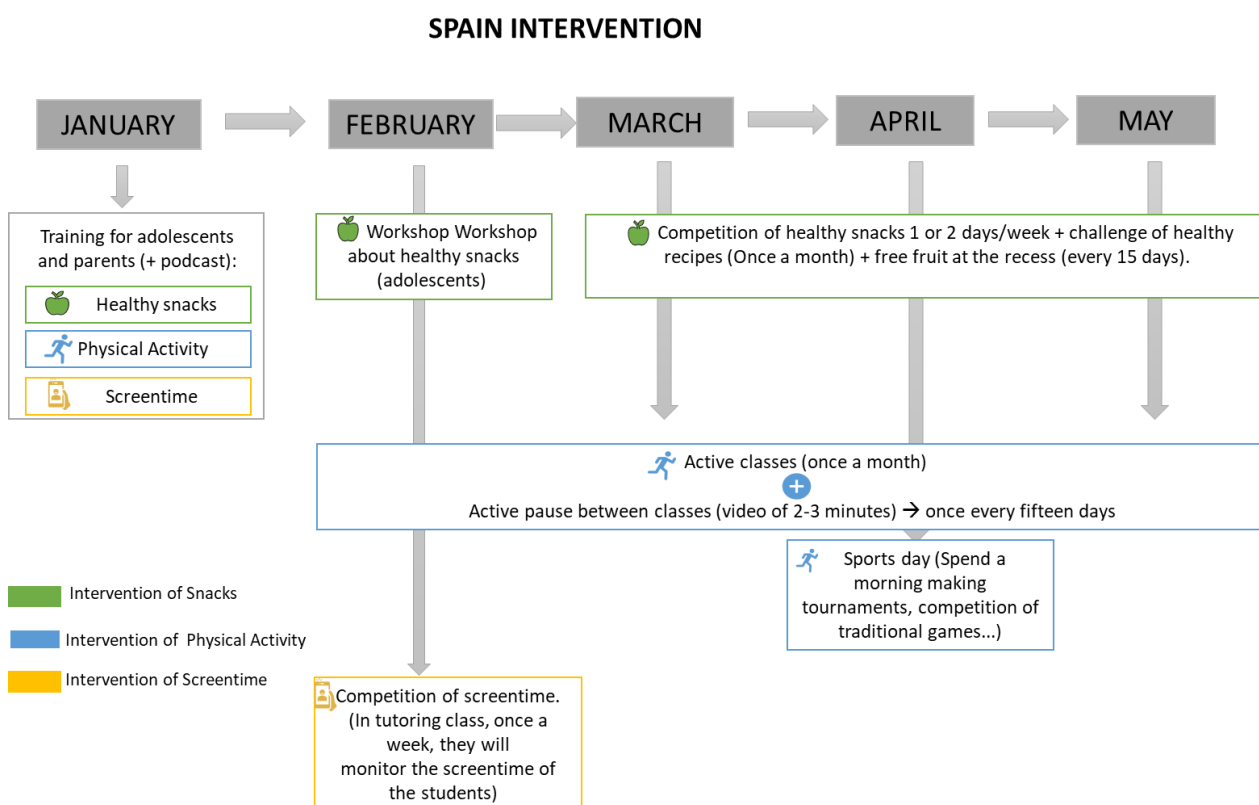 SPAIN INTERVENTION
JANUARY
FEBRUARY
MARCH
APRIL
MAY
Training for adolescents
and parents (+ podcast):
Healthy snacks
Physical Activity
Screentime
Workshop Workshop
about healthy snacks
(adolescents)
Competition of healthy snacks 1 or 2 days/week + challenge of healthy
recipes (Once a month) + free fruit at the recess (every 15 days).
Active classes (once a month)
+
Active pause between classes (video of 2-3 minutes) → once every fifteen days
Sports day (Spend a
morning making
tournaments, competition of
traditional games...)
Intervention of Snacks
Intervention of  Physical Activity
Intervention of Screentime
Competition of screentime.
(In tutoring class, once a
week, they will
monitor the screentime of
the students)